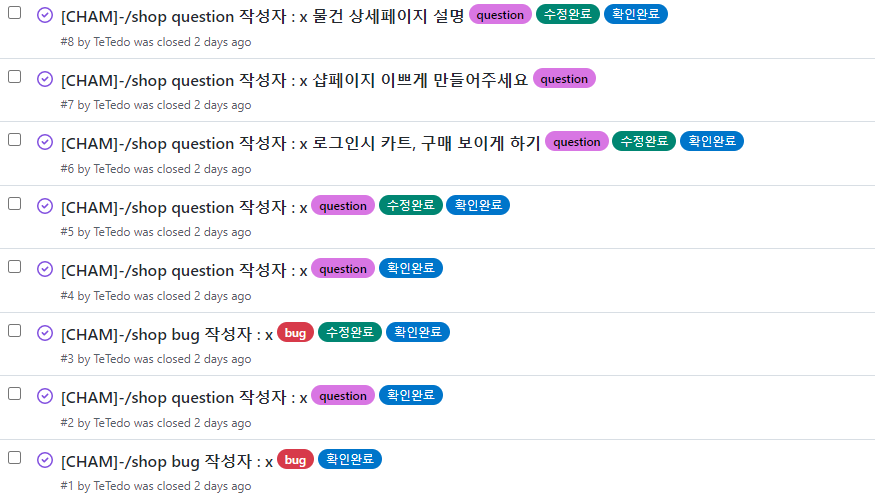 [CHAM]-/shop question 작성자 : x 물건 상세페이지 설명 question 수정완료 확인완료
#8 by TeTedo was closed 2 days ago
[CHAM]-/shop question 작성자 : x 샵페이지 이쁘게 만들어주세요 question
#7 by TeTedo was closed 2 days ago
[CHAM]-/shop question 작성자 : x 로그인시 카트, 구매 보이게 하기 question 수정완료 확인완료
#6 by TeTedo was closed 2 days ago
[CHAM]-/shop question 작성자 : x question 수정완료 확인완료
#5 by TeTedo was closed 2 days ago
[CHAM]-/shop question 작성자 : x question 확인완료
#4 by TeTedo was closed 2 days ago
[CHAM]-/shop bug 작성자 : x bug 수정완료 확인완료
#3 by TeTedo was closed 2 days ago
[CHAM]-/shop question 작성자 : x question 확인완료
#2 by TeTedo was closed 2 days ago
[CHAM]-/shop bug 작성자 : x bug 확인완료
#1 by TeTedo was closed 2 days ago